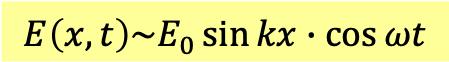 E(x, t)~E₀ sin kx · cos ωt